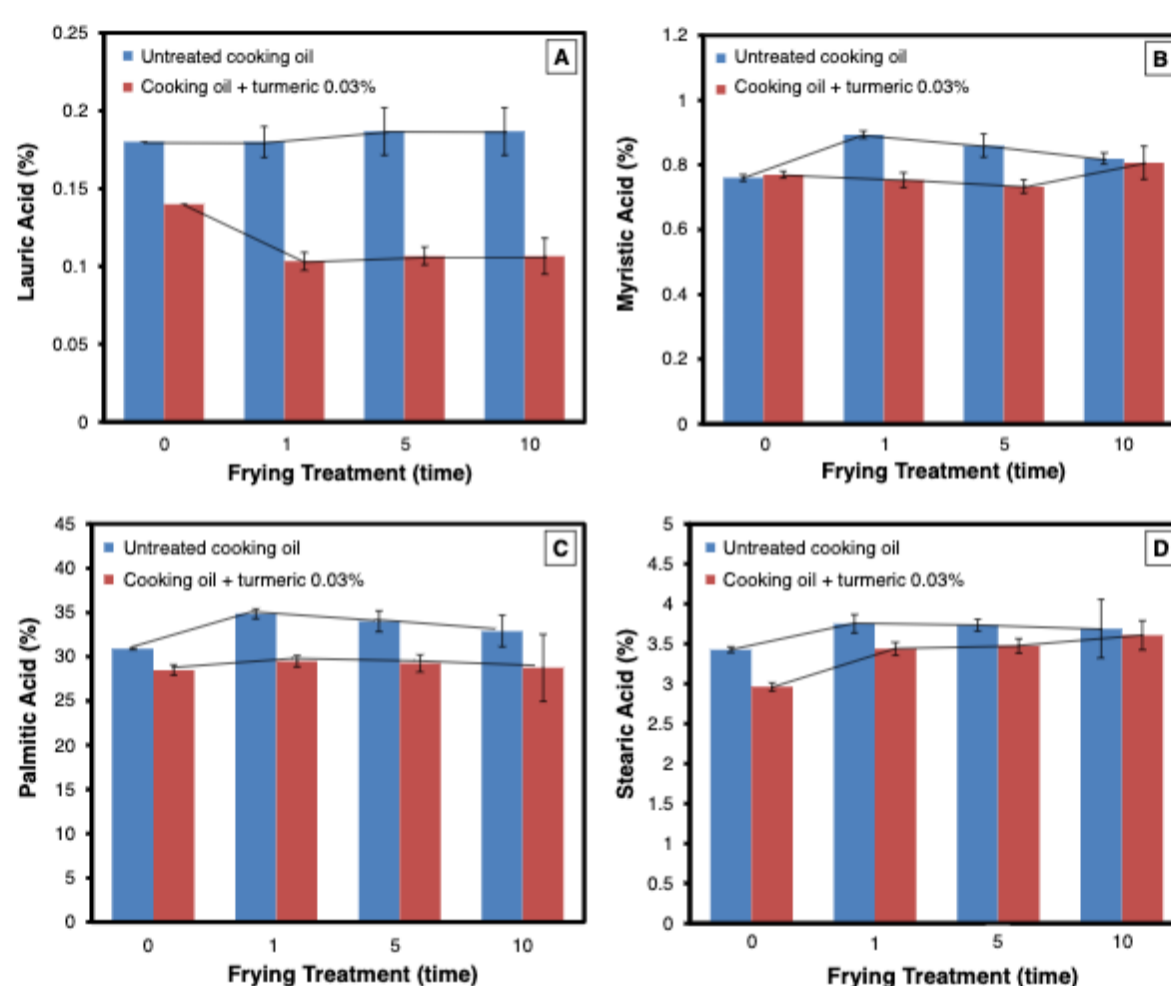 A
Untreated cooking oil
Cooking oil + turmeric 0.03%
Lauric Acid (%)
0.25
0.2
0.15
0.1
0.05
0
0 1 5 10
Frying Treatment (time)
B
Untreated cooking oil
Cooking oil + turmeric 0.03%
Myristic Acid (%)
1.2
1
0.8
0.6
0.4
0.2
0
0 1 5 10
Frying Treatment (time)
C
Untreated cooking oil
Cooking oil + turmeric 0.03%
Palmitic Acid (%)
45
40
35
30
25
20
15
10
5
0
0 1 5 10
Frying Treatment (time)
D
Untreated cooking oil
Cooking oil + turmeric 0.03%
Stearic Acid (%)
5
4.5
4
3.5
3
2.5
2
1.5
1
0.5
0
0 1 5 10
Frying Treatment (time)